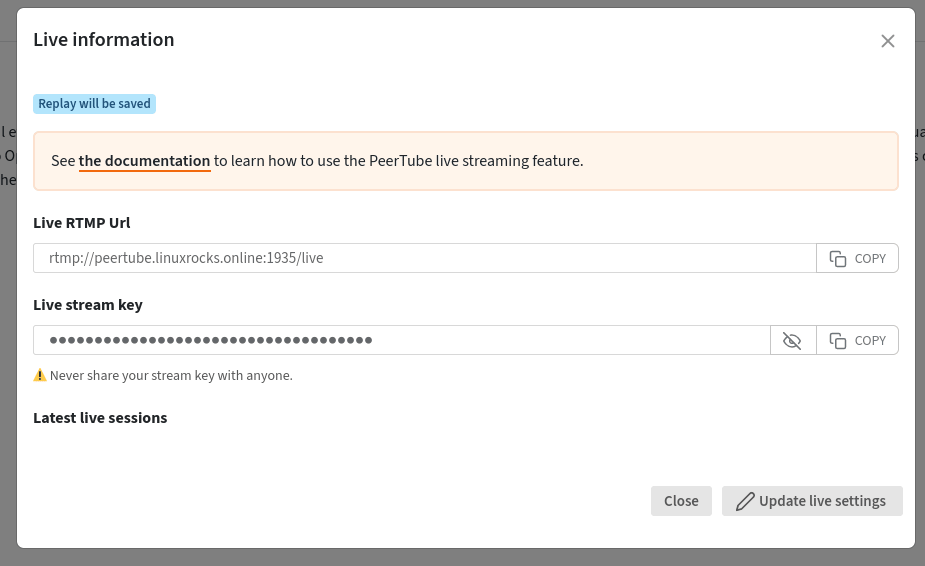 Live information
Replay will be saved
See the documentation to learn how to use the PeerTube live streaming feature.
Live RTMP Url
rtmp://peertube.linuxrocks.online:1935/live
COPY
Live stream key
••••••••••••••••••••••••••••••••••••
COPY
⚠️ Never share your stream key with anyone.
Latest live sessions
Close
Update live settings